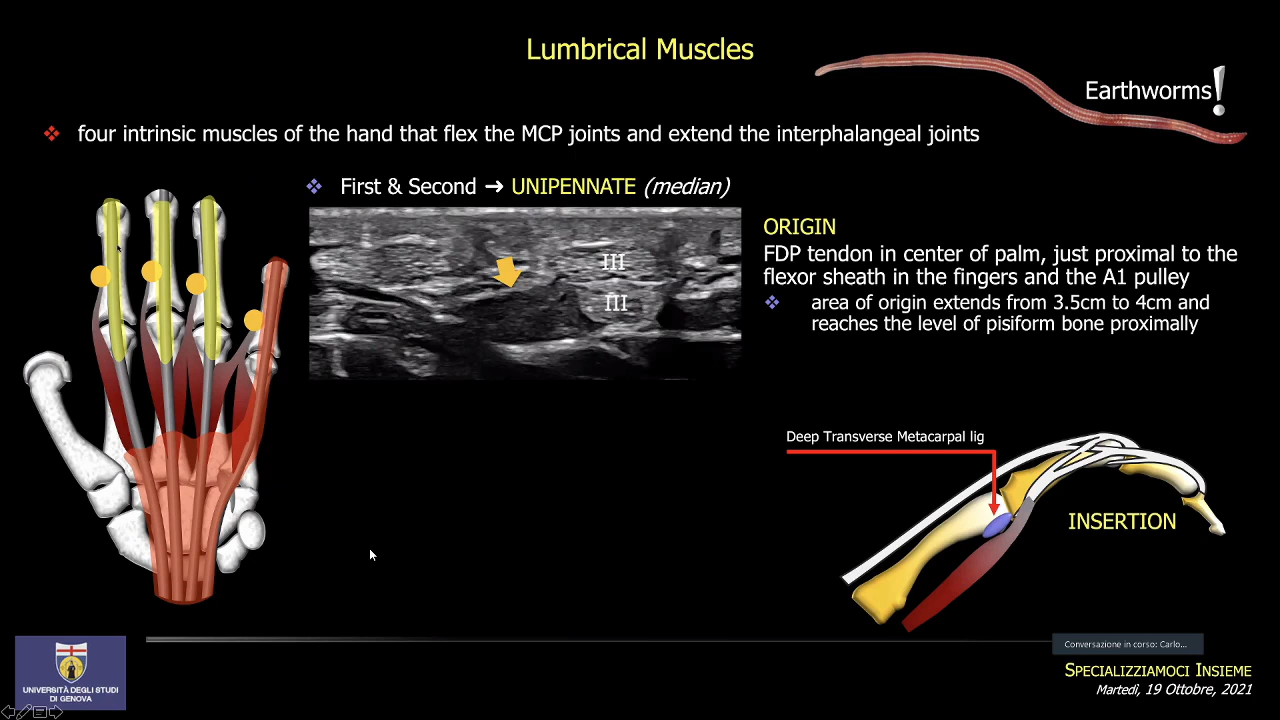 Lumbrical Muscles
Earthworms!
four intrinsic muscles of the hand that flex the MCP joints and extend the interphalangeal joints
First & Second → UNIPENNATE (median)
III
III
ORIGIN
FDP tendon in center of palm, just proximal to the
flexor sheath in the fingers and the A1 pulley
area of origin extends from 3.5cm to 4cm and
reaches the level of pisiform bone proximally
Deep Transverse Metacarpal lig
INSERTION
UNIVERSITÀ DEGLI STUDI
DI GENOVA
Conversazione in corso: Carlo...
SPECIALIZZIAMOCI INSIEME
Martedì, 19 Ottobre, 2021